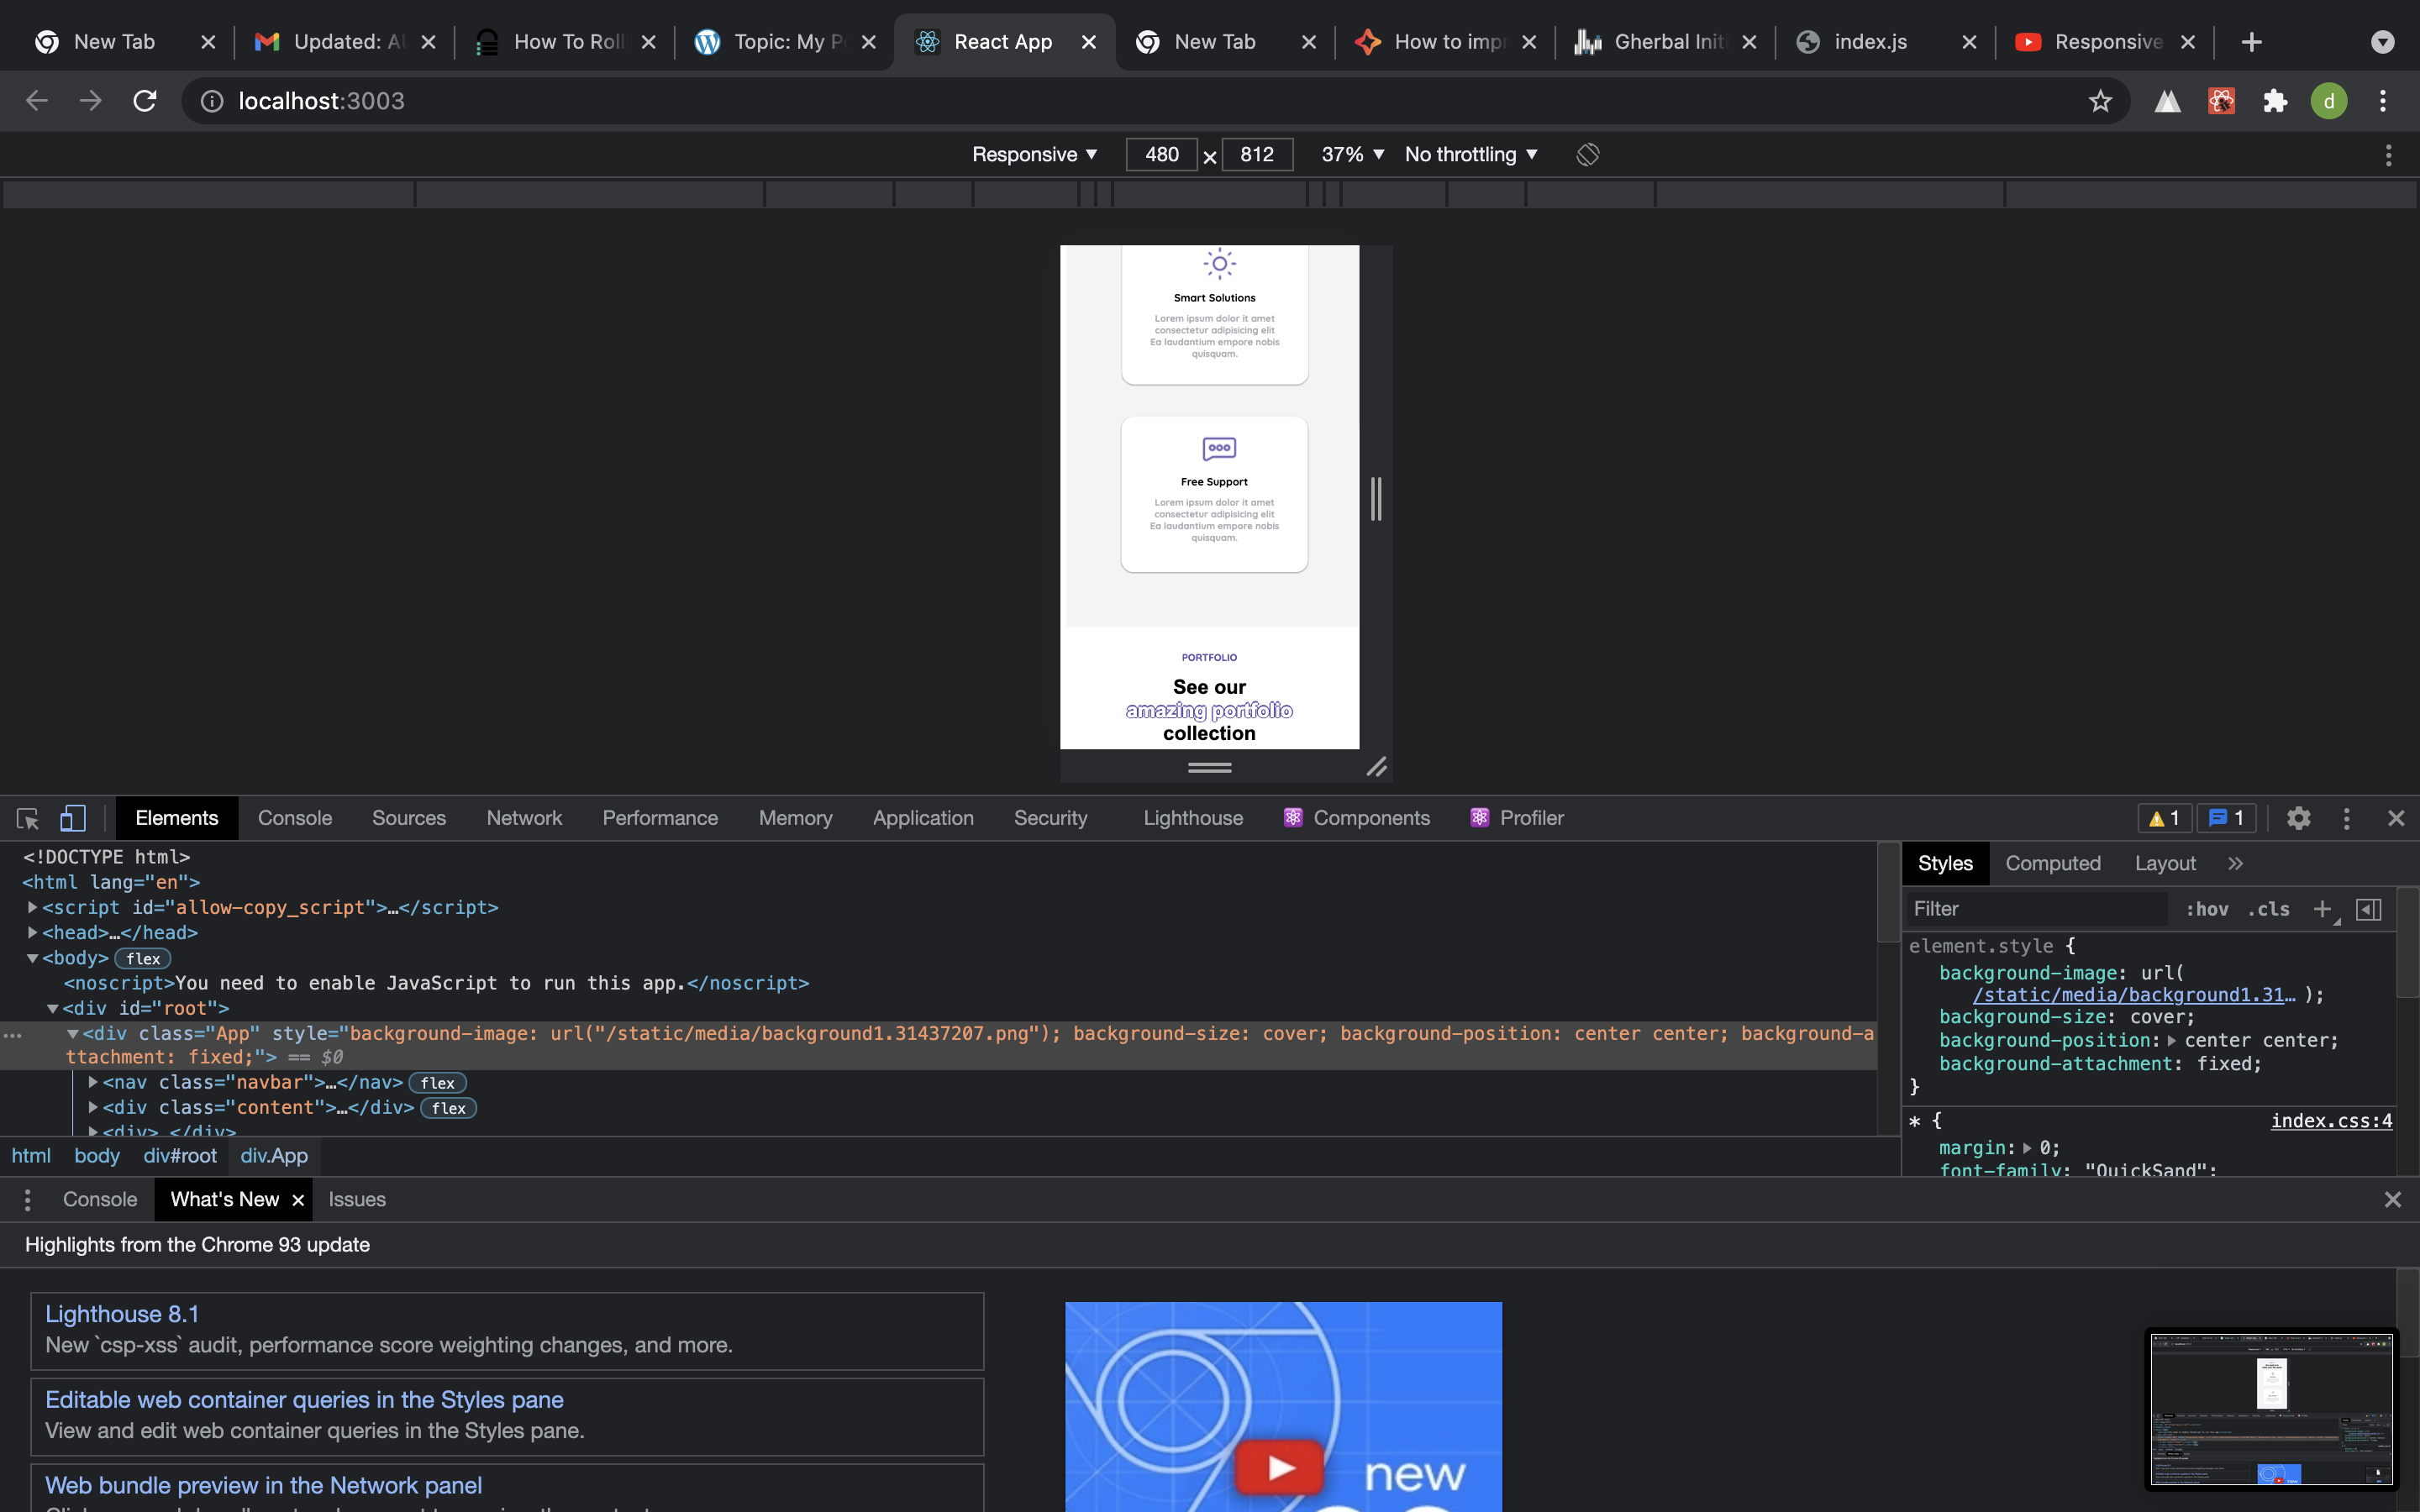 New Tab
Updated: AU
How To Roll
Topic: My Po
React App
New Tab
How to impr
Gherbal Initi
index.js
Responsive
localhost:3003
d
Responsive
480 × 812
37%
No throttling
Smart Solutions
Lorem ipsum dolor it amet
consectetur adipisicing elit
Ea laudantium empore nobis
quisquam.
Free Support
Lorem ipsum dolor it amet
consectetur adipisicing elit
Ea laudantium empore nobis
quisquam.
PORTFOLIO
See our
amazing portfolio
collection
Elements
Console
Sources
Network
Performance
Memory
Application
Security
Lighthouse
Components
Profiler
1
1
<!DOCTYPE html>
<html lang="en">
<script id="allow-copy_script">…</script>
<head>…</head>
<body> flex
<noscript>You need to enable JavaScript to run this app.</noscript>
<div id="root">
<div class="App" style="background-image: url("/static/media/background1.31437207.png"); background-size: cover; background-position: center center; background-a
ttachment: fixed;"> == $0
<nav class="navbar">…</nav> flex
<div class="content">…</div> flex
<div> </div>
html body div#root div.App
Styles
Computed
Layout
Filter
:hov .cls
element.style {
background-image: url(
/static/media/background1.31… );
background-size: cover;
background-position: center center;
background-attachment: fixed;
}
* {
index.css:4
margin: 0;
font-family: "QuickSand";
Console
What's New
Issues
Highlights from the Chrome 93 update
Lighthouse 8.1
New `csp-xss` audit, performance score weighting changes, and more.
Editable web container queries in the Styles pane
View and edit web container queries in the Styles pane.
Web bundle preview in the Network panel
new